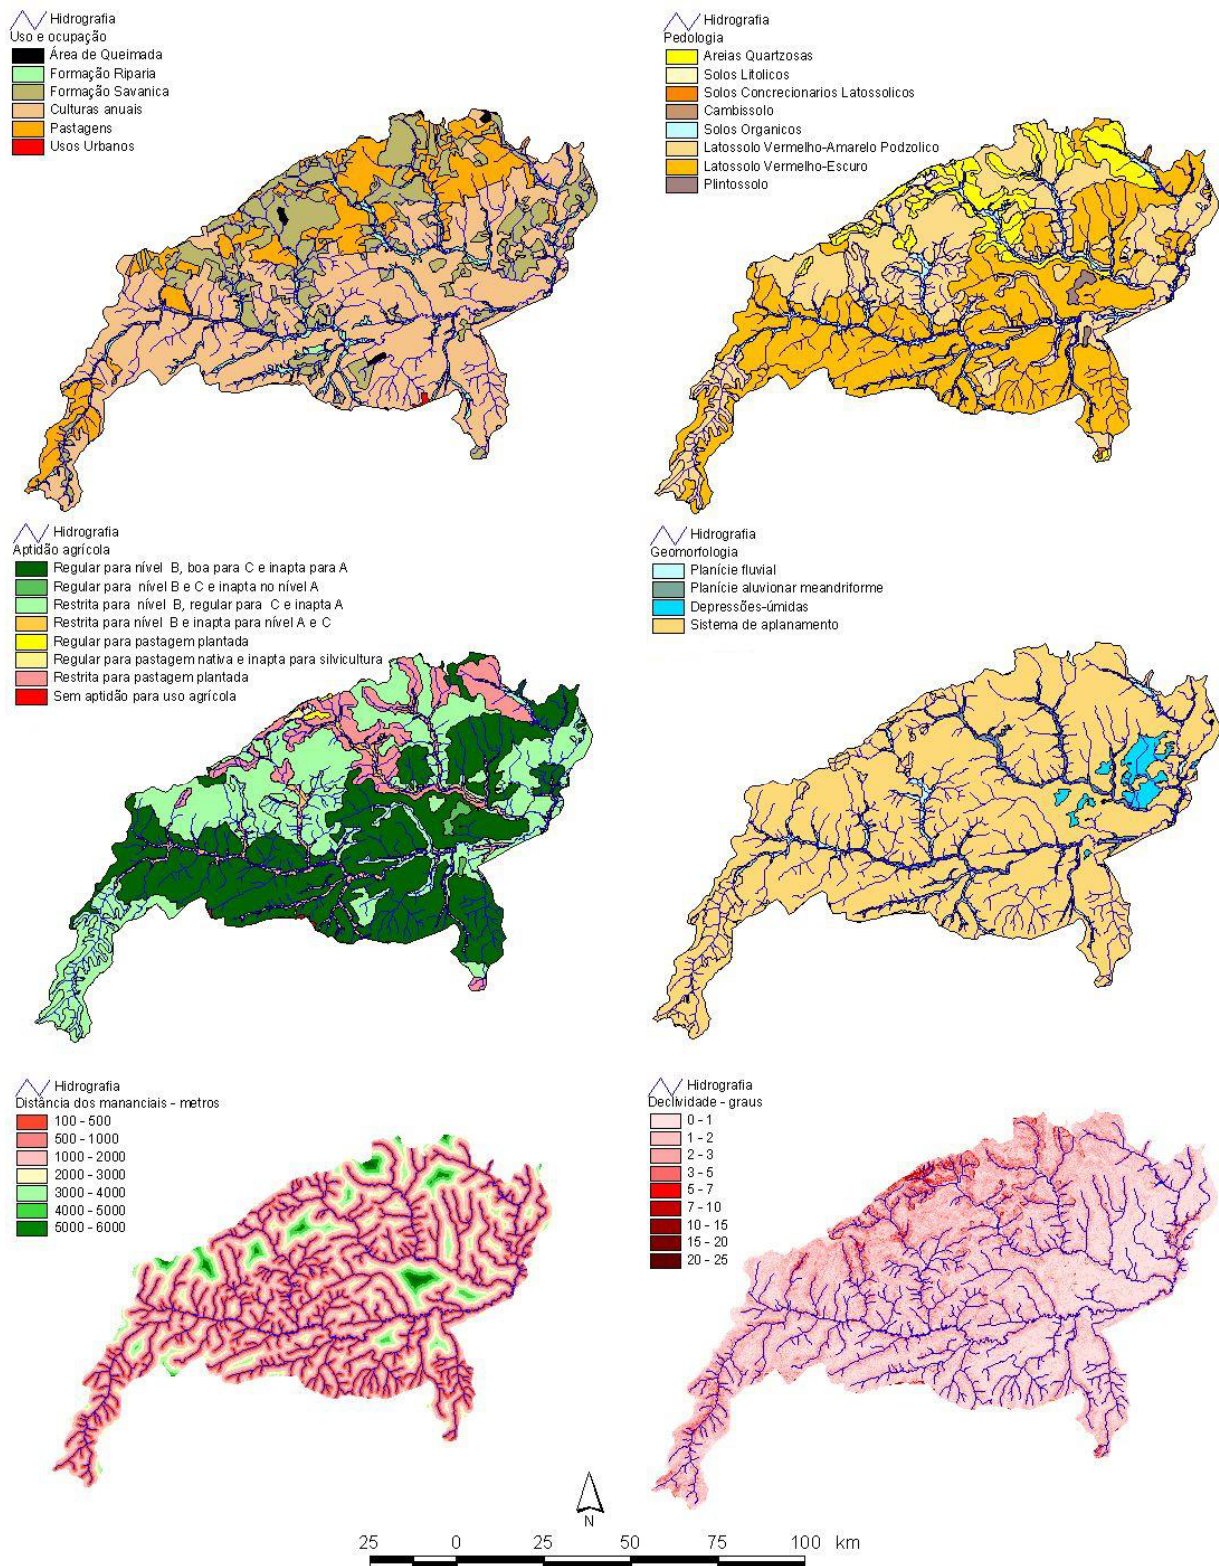 Hidrografia
Uso e ocupação
Área de Queimada
Formação Riparia
Formação Savanica
Culturas anuais
Pastagens
Usos Urbanos
Hidrografia
Pedologia
Areias Quartzosas
Solos Litolicos
Solos Concrecionarios Latossolicos
Cambissolo
Solos Organicos
Latossolo Vermelho-Amarelo Podzolico
Latossolo Vermelho-Escuro
Plintossolo
Hidrografia
Aptidão agrícola
Regular para nível B, boa para C e inapta para A
Regular para nível B e C e inapta no nível A
Restrita para nível B, regular para C e inapta A
Restrita para nível B e inapta para nível A e C
Regular para pastagem plantada
Regular para pastagem nativa e inapta para silvicultura
Restrita para pastagem plantada
Sem aptidão para uso agrícola
Hidrografia
Geomorfologia
Planície fluvial
Planície aluvionar meandriforme
Depressões-úmidas
Sistema de aplanamento
Hidrografia
Distância dos mananciais - metros
100 - 500
500 - 1000
1000 - 2000
2000 - 3000
3000 - 4000
4000 - 5000
5000 - 6000
Hidrografia
Declividade - graus
0 - 1
1 - 2
2 - 3
3 - 5
5 - 7
7 - 10
10 - 15
15 - 20
20 - 25
N
25 0 25 50 75 100 km